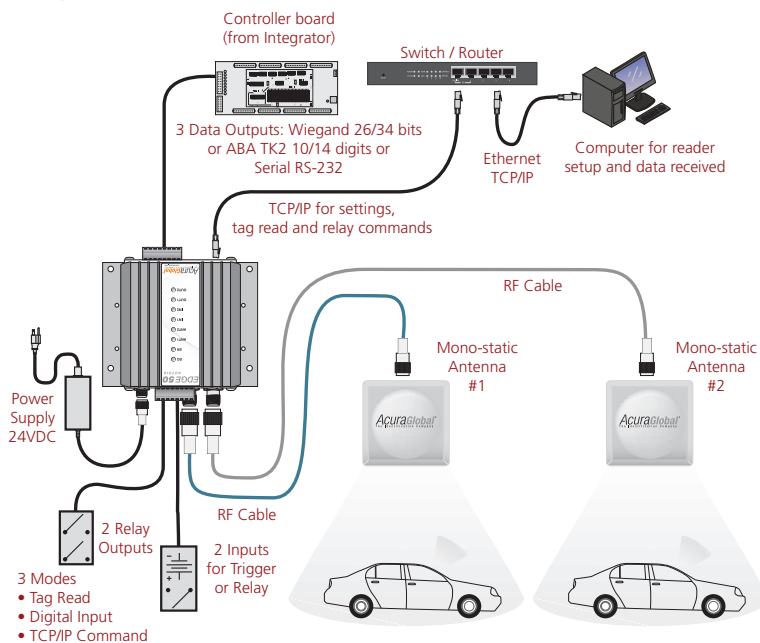 Controller board
(from Integrator)
Switch / Router
3 Data Outputs: Wiegand 26/34 bits
or ABA TK2 10/14 digits or
Serial RS-232
Ethernet
TCP/IP
Computer for reader
setup and data received
TCP/IP for settings,
tag read and relay commands
AcuraGlobal
EDGE50
RF Cable
Mono-static
Antenna
#1
Mono-static
Antenna
#2
Power
Supply
24VDC
AcuraGlobal
AcuraGlobal
RF Cable
2 Relay
Outputs
2 Inputs
for Trigger
or Relay
3 Modes
• Tag Read
• Digital Input
• TCP/IP Command